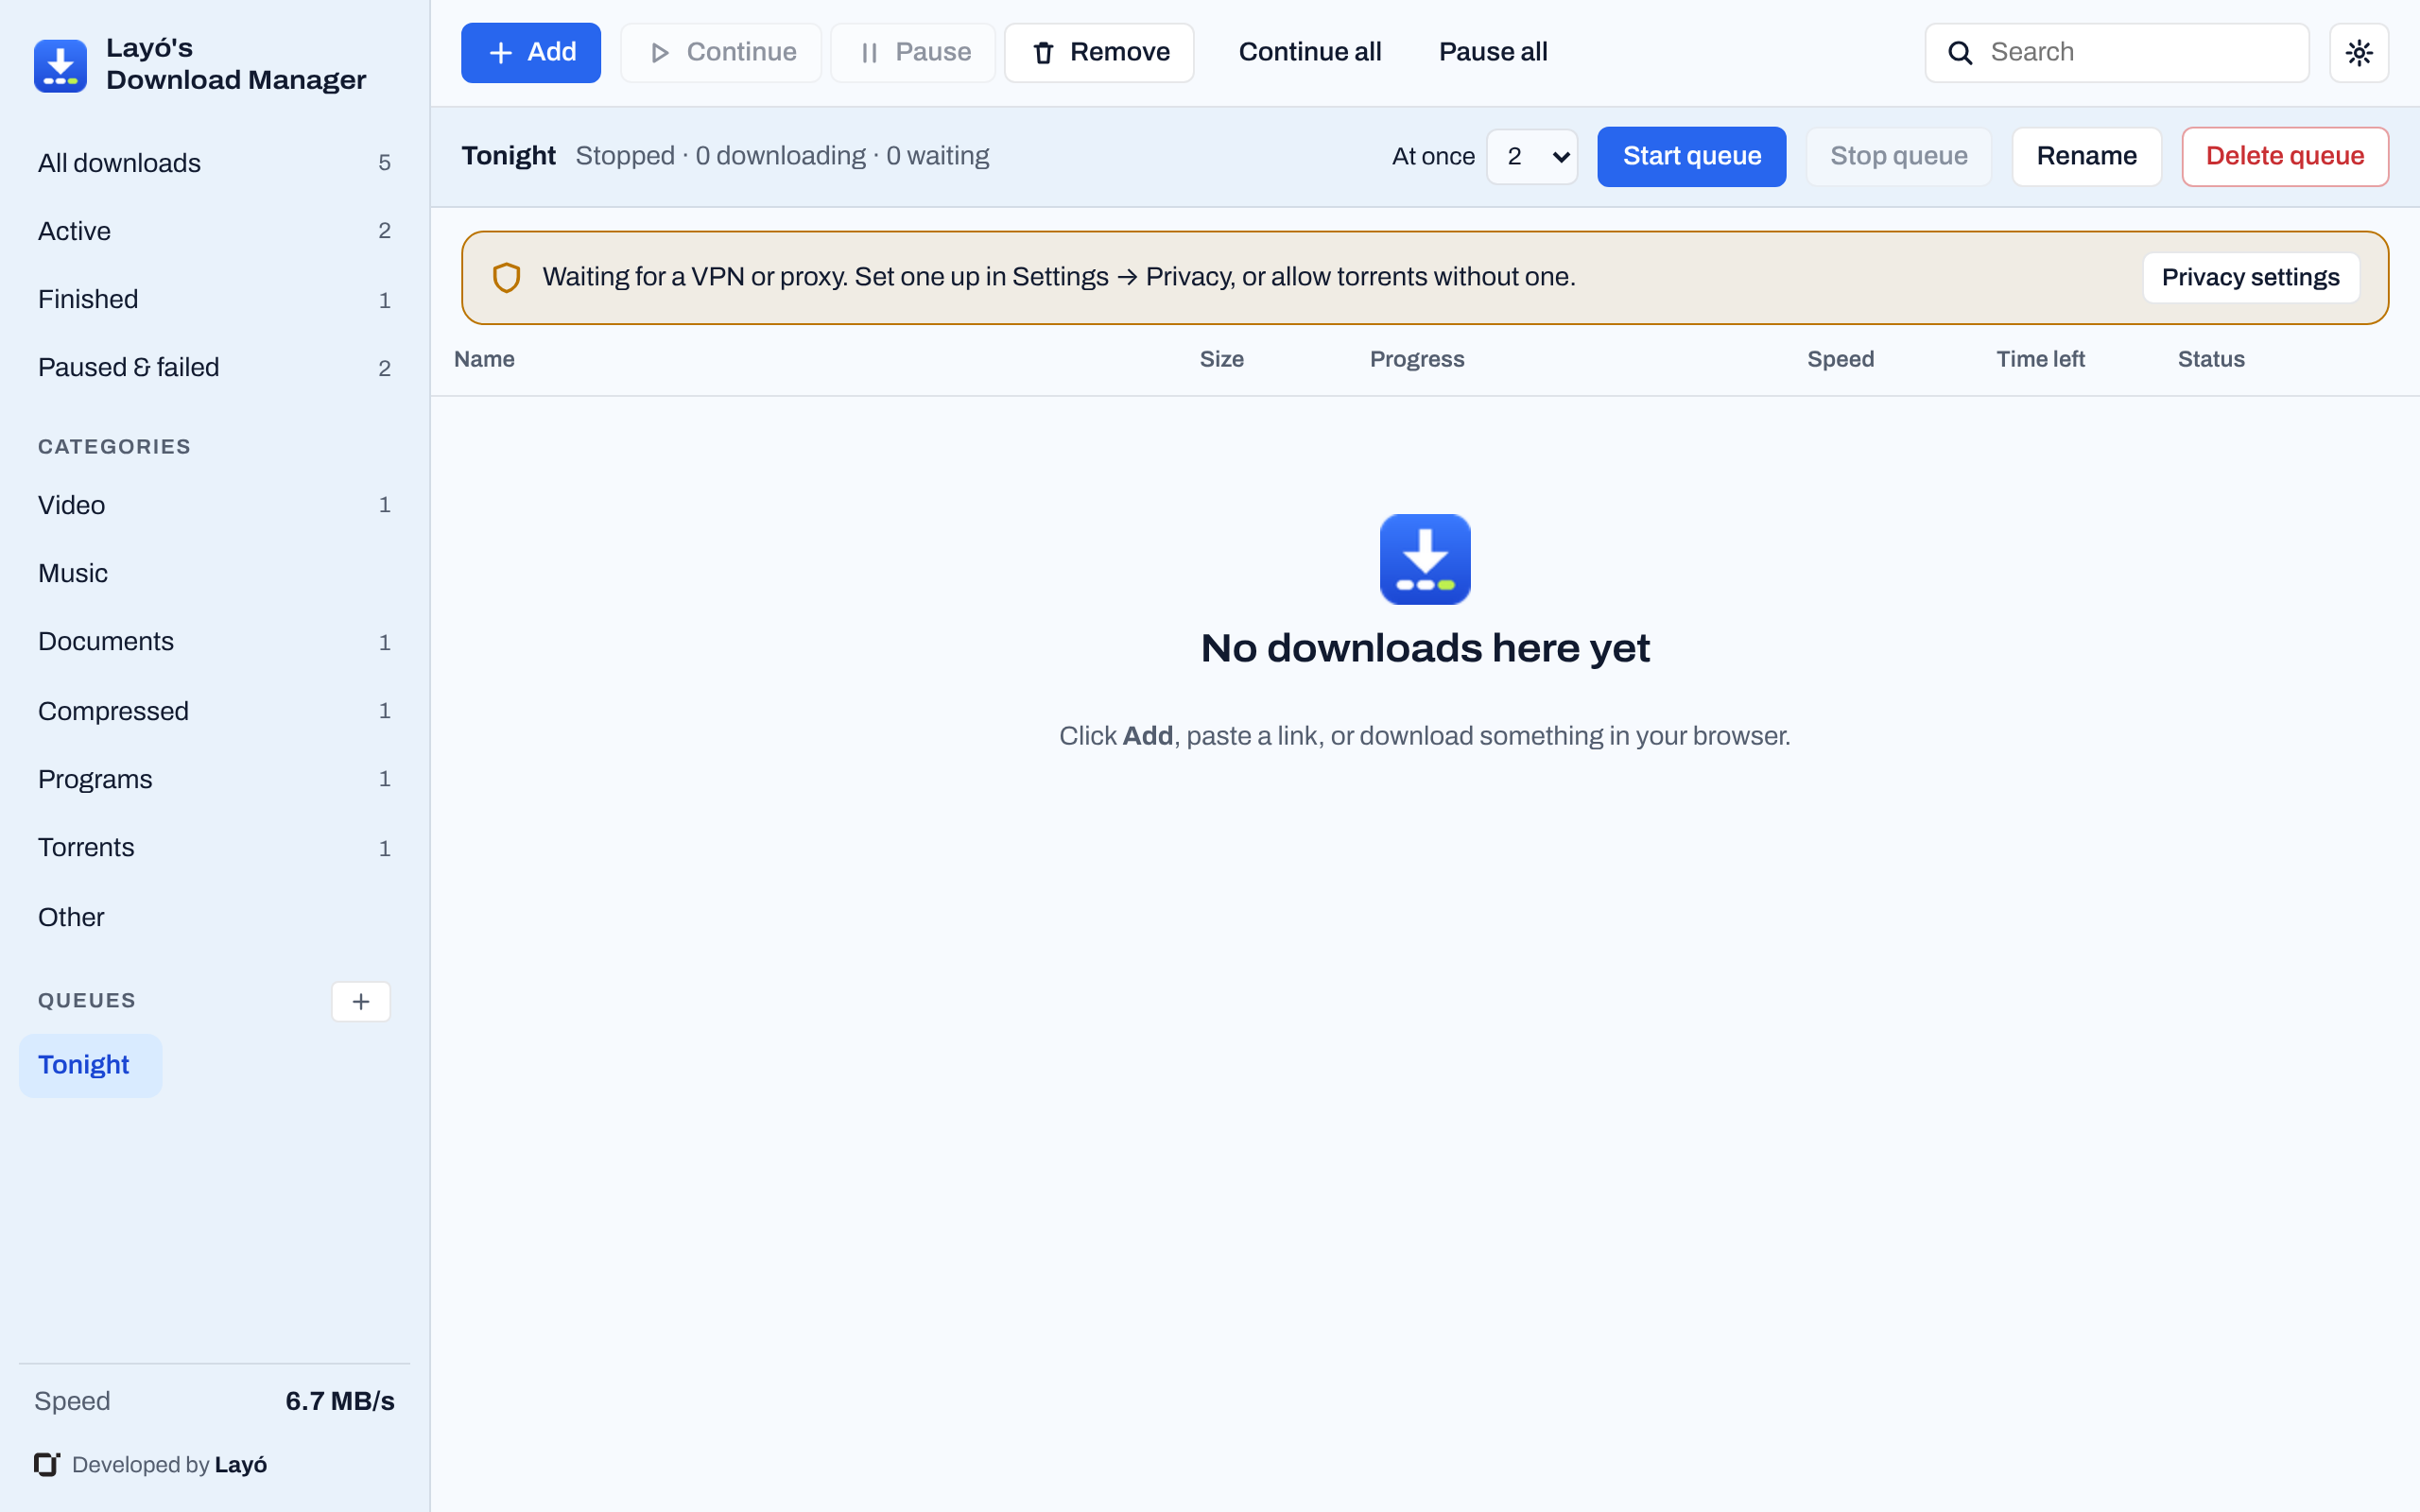 Layó's
Download Manager
All downloads 5
Active 2
Finished 1
Paused & failed 2
CATEGORIES
Video 1
Music
Documents 1
Compressed 1
Programs 1
Torrents 1
Other
QUEUES
Tonight
Speed 6.7 MB/s
Developed by Layó
Add Continue Pause Remove Continue all Pause all Search
Tonight Stopped · 0 downloading · 0 waiting At once 2 Start queue Stop queue Rename Delete queue
Waiting for a VPN or proxy. Set one up in Settings → Privacy, or allow torrents without one. Privacy settings
Name Size Progress Speed Time left Status
No downloads here yet
Click Add, paste a link, or download something in your browser.